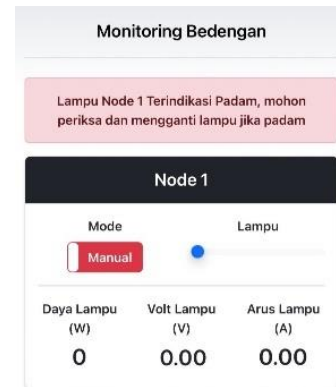 Monitoring Bedengan
Lampu Node 1 Terindikasi Padam, mohon
periksa dan mengganti lampu jika padam
Node 1
Mode Lampu
Manual
Daya Lampu Volt Lampu Arus Lampu
(W) (V) (A)
0 0.00 0.00